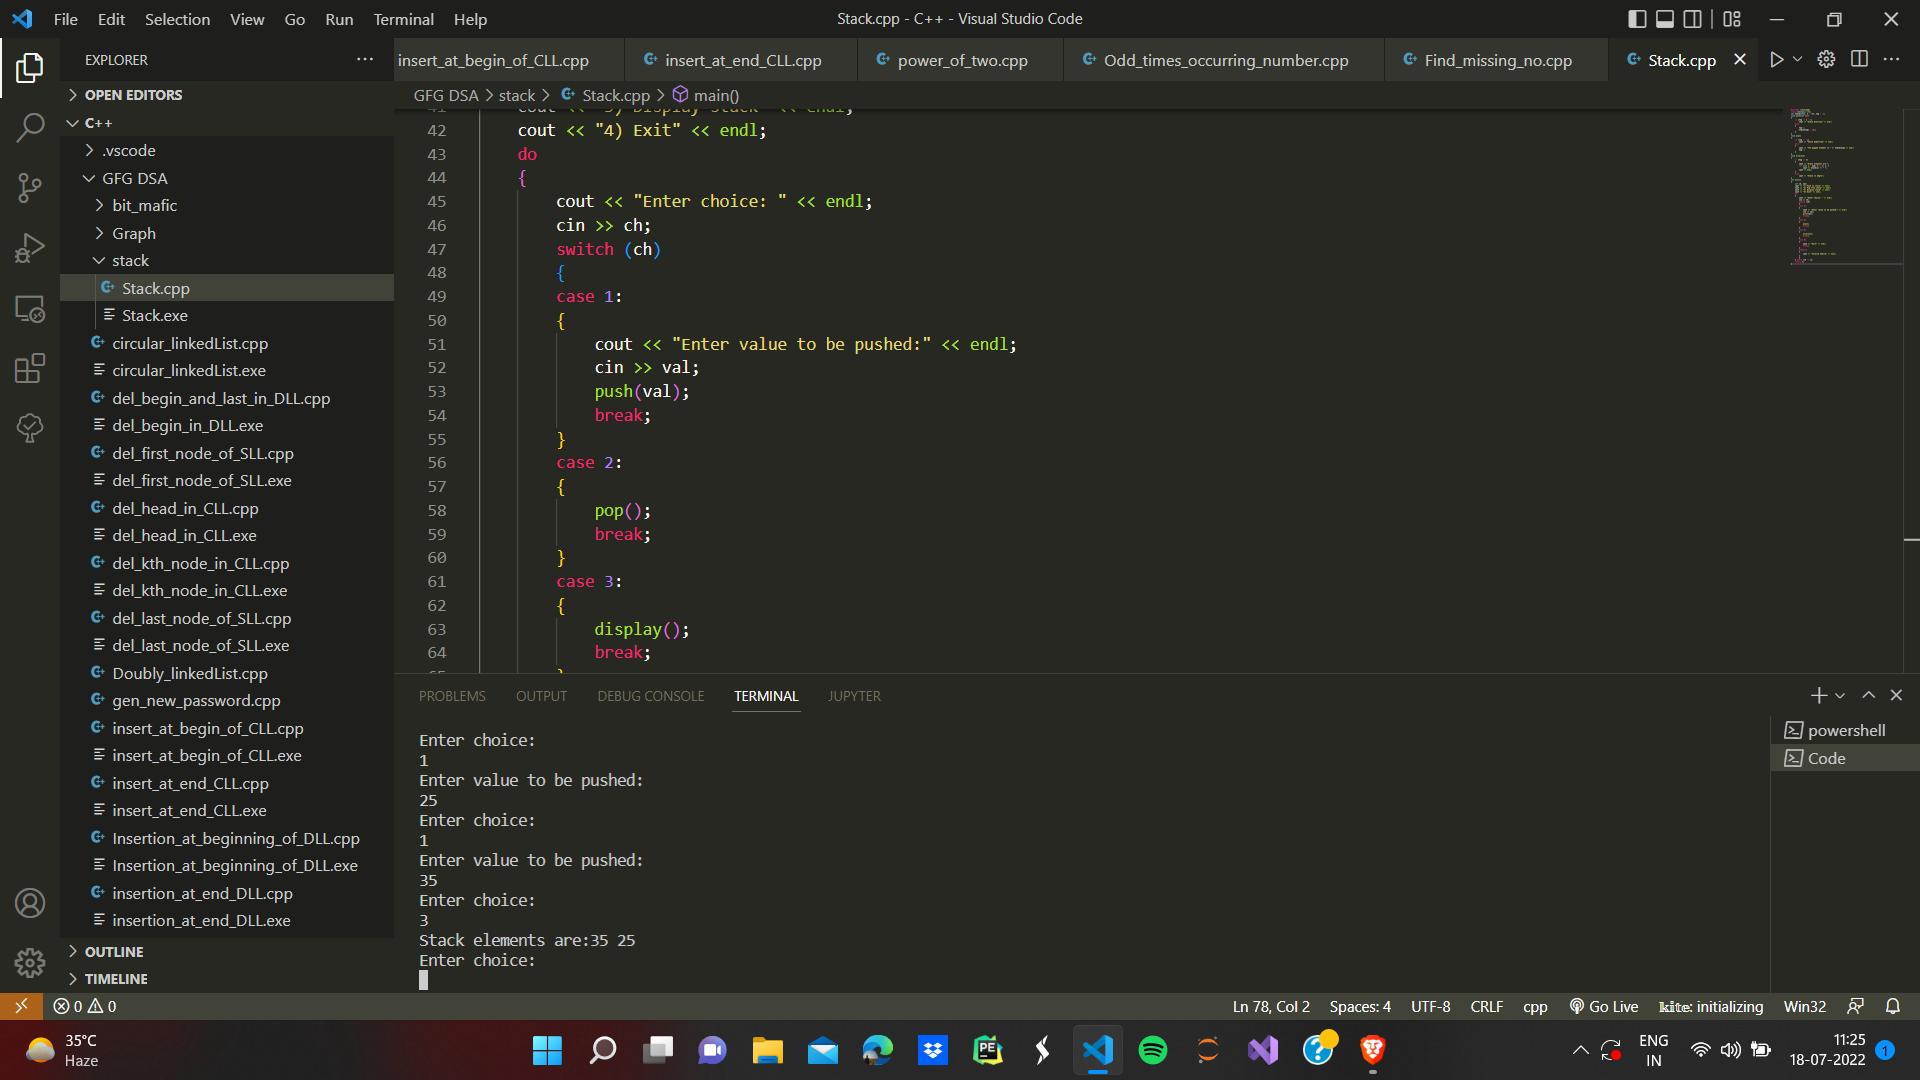 File Edit Selection View Go Run Terminal Help
Stack.cpp - C++ - Visual Studio Code
EXPLORER
insert_at_begin_of_CLL.cpp
insert_at_end_CLL.cpp
power_of_two.cpp
Odd_times_occurring_number.cpp
Find_missing_no.cpp
Stack.cpp
OPEN EDITORS
C++
.vscode
GFG DSA
bit_mafic
Graph
stack
Stack.cpp
Stack.exe
circular_linkedList.cpp
circular_linkedList.exe
del_begin_and_last_in_DLL.cpp
del_begin_in_DLL.exe
del_first_node_of_SLL.cpp
del_first_node_of_SLL.exe
del_head_in_CLL.cpp
del_head_in_CLL.exe
del_kth_node_in_CLL.cpp
del_kth_node_in_CLL.exe
del_last_node_of_SLL.cpp
del_last_node_of_SLL.exe
Doubly_linkedList.cpp
gen_new_password.cpp
insert_at_begin_of_CLL.cpp
insert_at_begin_of_CLL.exe
insert_at_end_CLL.cpp
insert_at_end_CLL.exe
Insertion_at_beginning_of_DLL.cpp
Insertion_at_beginning_of_DLL.exe
insertion_at_end_DLL.cpp
insertion_at_end_DLL.exe
OUTLINE
TIMELINE
GFG DSA > stack > Stack.cpp > main()
41 cout << "3) Display stack" << endl;
42 cout << "4) Exit" << endl;
43 do
44 {
45 cout << "Enter choice: " << endl;
46 cin >> ch;
47 switch (ch)
48 {
49 case 1:
50 {
51 cout << "Enter value to be pushed:" << endl;
52 cin >> val;
53 push(val);
54 break;
55 }
56 case 2:
57 {
58 pop();
59 break;
60 }
61 case 3:
62 {
63 display();
64 break;
65 }
PROBLEMS OUTPUT DEBUG CONSOLE TERMINAL JUPYTER
Enter choice:
1
Enter value to be pushed:
25
Enter choice:
1
Enter value to be pushed:
35
Enter choice:
3
Stack elements are:35 25
Enter choice:
powershell
Code
0 0
Ln 78, Col 2 Spaces: 4 UTF-8 CRLF cpp Go Live kite: initializing Win32
35°C
Haze
PE
ENG
IN
11:25
18-07-2022
1